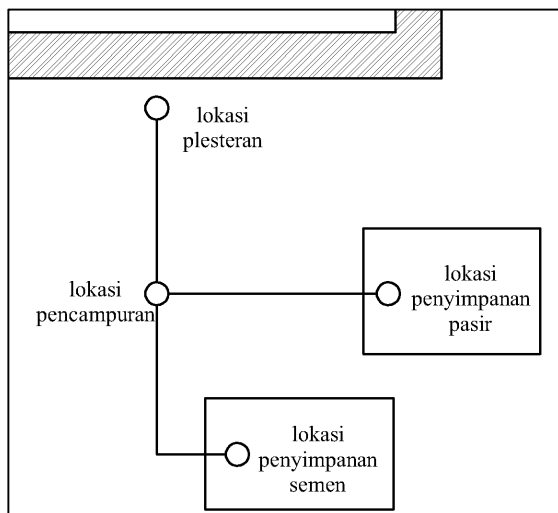 lokasi
plesteran
lokasi
pencampuran
lokasi
penyimpanan
pasir
lokasi
penyimpanan
semen